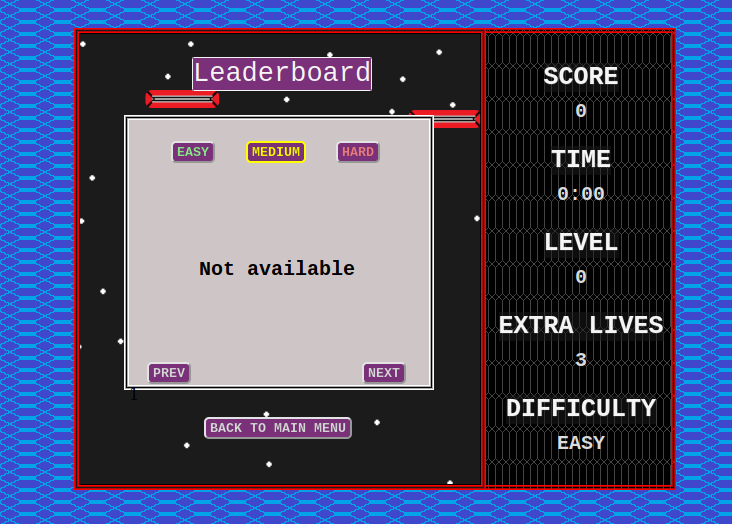 Leaderboard
EASY MEDIUM HARD
Not available
PREV NEXT
1
BACK TO MAIN MENU
SCORE
0
TIME
0:00
LEVEL
0
EXTRA LIVES
3
DIFFICULTY
EASY